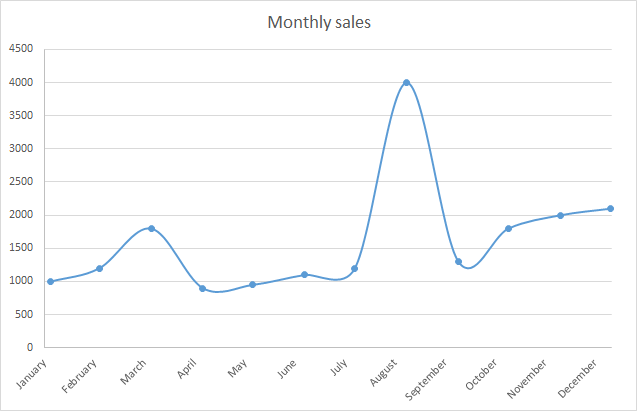 Monthly sales
4500
4000
3500
3000
2500
2000
1500
1000
500
0
January
February
March
April
May
June
July
August
September
October
November
December